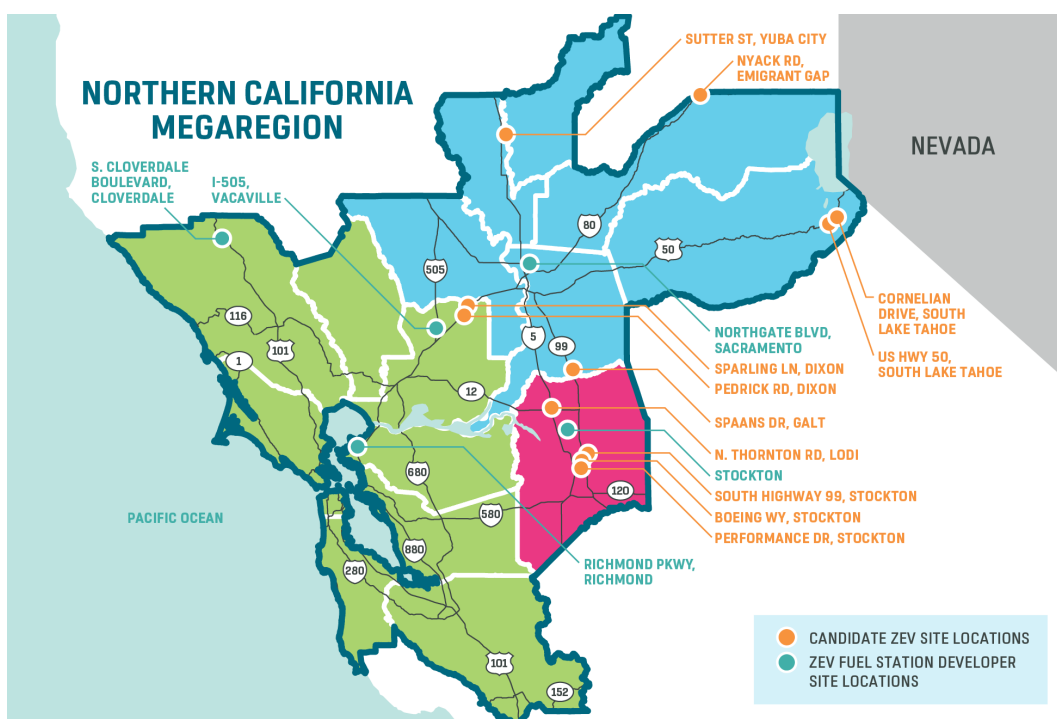 SUTTER ST, YUBA CITY
NYACK RD,
EMIGRANT GAP
NORTHERN CALIFORNIA
MEGAREGION
NEVADA
S. CLOVERDALE
BOULEVARD,
CLOVERDALE
I-505,
VACAVILLE
80
50
505
116
101
1
5
99
12
CORNELIAN
DRIVE, SOUTH
LAKE TAHOE
US HWY 50,
SOUTH LAKE TAHOE
NORTHGATE BLVD,
SACRAMENTO
SPARLING LN, DIXON
PEDRICK RD, DIXON
SPAANS DR, GALT
N. THORNTON RD, LODI
STOCKTON
SOUTH HIGHWAY 99, STOCKTON
BOEING WY, STOCKTON
PERFORMANCE DR, STOCKTON
680
120
580
PACIFIC OCEAN
880
280
RICHMOND PKWY,
RICHMOND
101
152
CANDIDATE ZEV SITE LOCATIONS
ZEV FUEL STATION DEVELOPER
SITE LOCATIONS